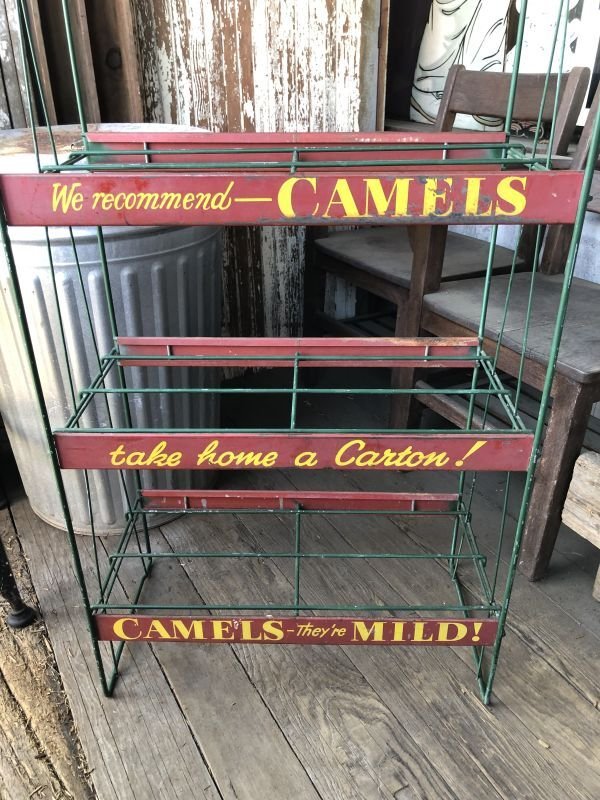 We recommend—CAMELS
take home a Carton!
CAMELS-They're MILD!